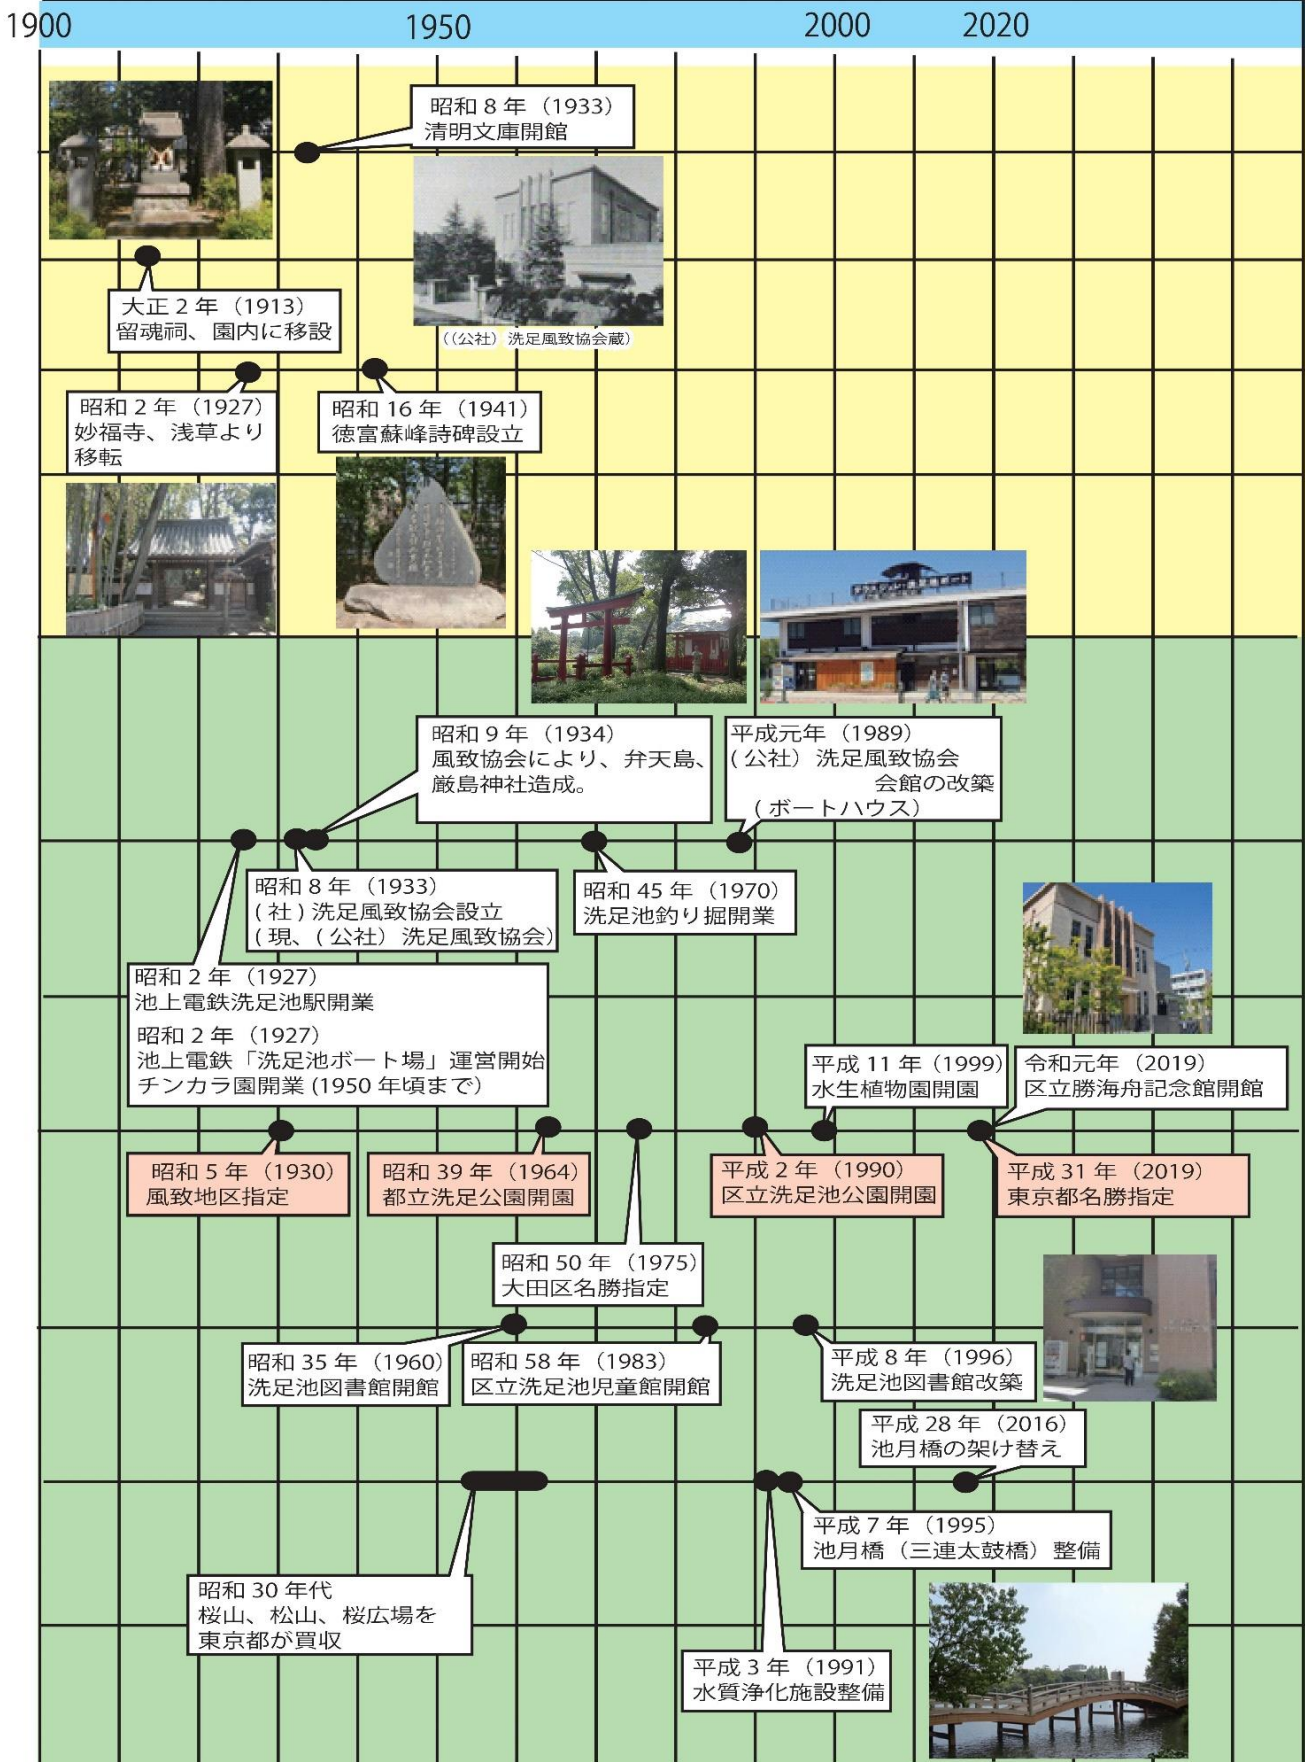 1900
1950
2000
2020
昭和 8 年（1933）
清明文庫開館
((公社) 洗足風致協会蔵)
大正 2 年（1913）
留魂祠、園内に移設
昭和 2 年（1927）
妙福寺、浅草より
移転
昭和 16 年（1941）
徳富蘇峰詩碑設立
昭和 9 年（1934）
風致協会により、弁天島、
厳島神社造成。
平成元年（1989）
(公社）洗足風致協会
会館の改築
（ボートハウス）
昭和 8 年（1933）
(社) 洗足風致協会設立
(現、(公社）洗足風致協会)
昭和 45 年（1970）
洗足池釣り掘開業
昭和 2 年（1927）
池上電鉄洗足池駅開業
昭和 2 年（1927）
池上電鉄「洗足池ボート場」運営開始
チンカラ園開業 (1950 年頃まで）
平成 11 年（1999）
水生植物園開園
令和元年（2019）
区立勝海舟記念館開館
昭和 5 年（1930）
風致地区指定
昭和 39 年（1964）
都立洗足公園開園
平成 2 年（1990）
区立洗足池公園開園
平成 31 年（2019）
東京都名勝指定
昭和 50 年（1975）
大田区名勝指定
昭和 35 年（1960）
洗足池図書館開館
昭和 58 年（1983）
区立洗足池児童館開館
平成 8 年（1996）
洗足池図書館改築
平成 28 年（2016）
池月橋の架け替え
平成 7 年（1995）
池月橋（三連太鼓橋）整備
昭和 30 年代
桜山、松山、桜広場を
東京都が買収
平成 3 年（1991）
水質浄化施設整備